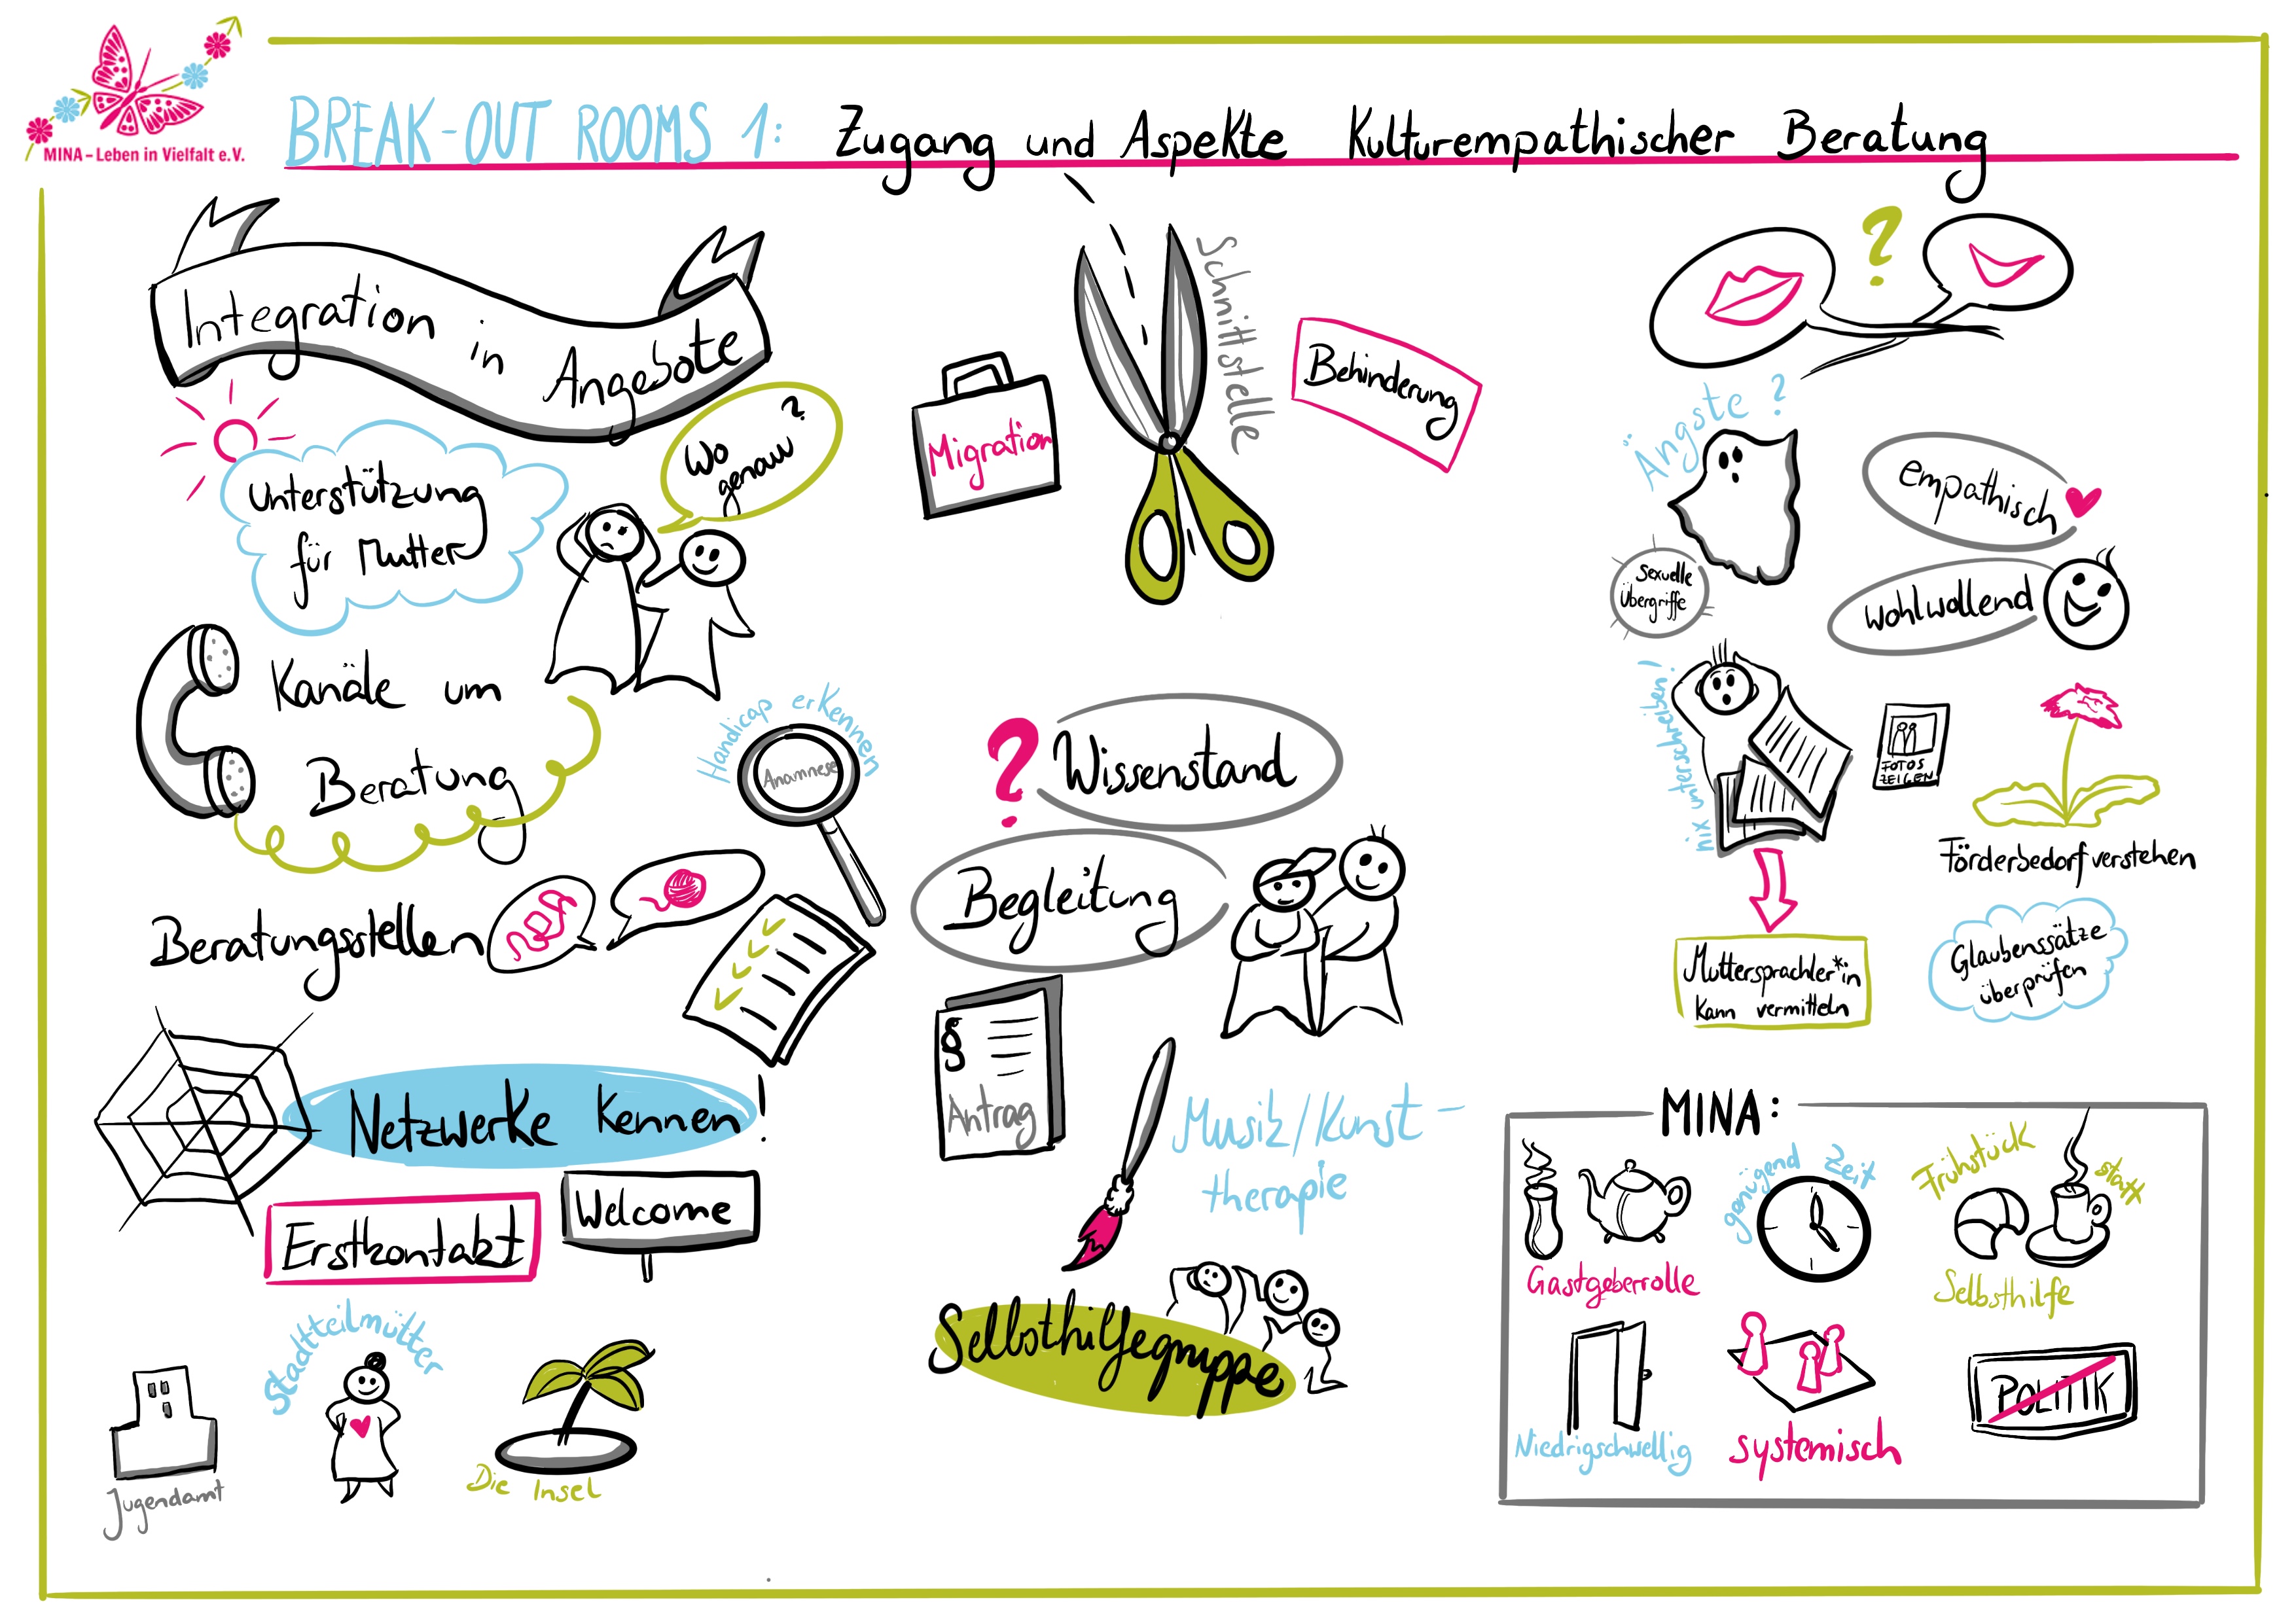 MINA – Leben in Vielfalt e.V.
BREAK-OUT ROOMS 1: Zugang und Aspekte Kulturempathischer Beratung
Integration in Angebote
Unterstützung
für Mutter
Wo
genau?
Kanäle um
Beratung
Handicap erkennen
Anamnese
Beratungsstellen
Netzwerke kennen!
Erstkontakt
Welcome
Stadtteilmütter
Jugendamt
Die Insel
Schnittstelle
Migration
Behinderung
? Wissenstand
Begleitung
§
Antrag
Musik/Kunst-
therapie
Selbsthilfegruppe
?
Ängste?
empathisch
Sexuelle
Übergriffe
wohlwollend
nix unterschreiben!
FOTOS
ZEIGEN
Förderbedorf verstehen
Muttersprachler*in
kann vermitteln
Glaubenssätze
überprüfen
MINA:
Gastgeberrolle
genügend Zeit
Frühstück
statt
Selbsthilfe
Niedrigschwellig
systemisch
POLITIK